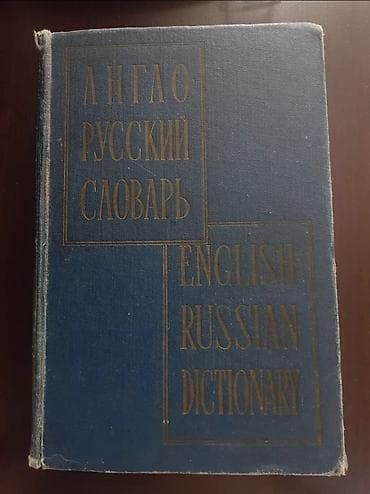 АНГЛО
РУССКИЙ
СЛОВАРЬ
ENGLISH-
RUSSIAN
DICTIONARY